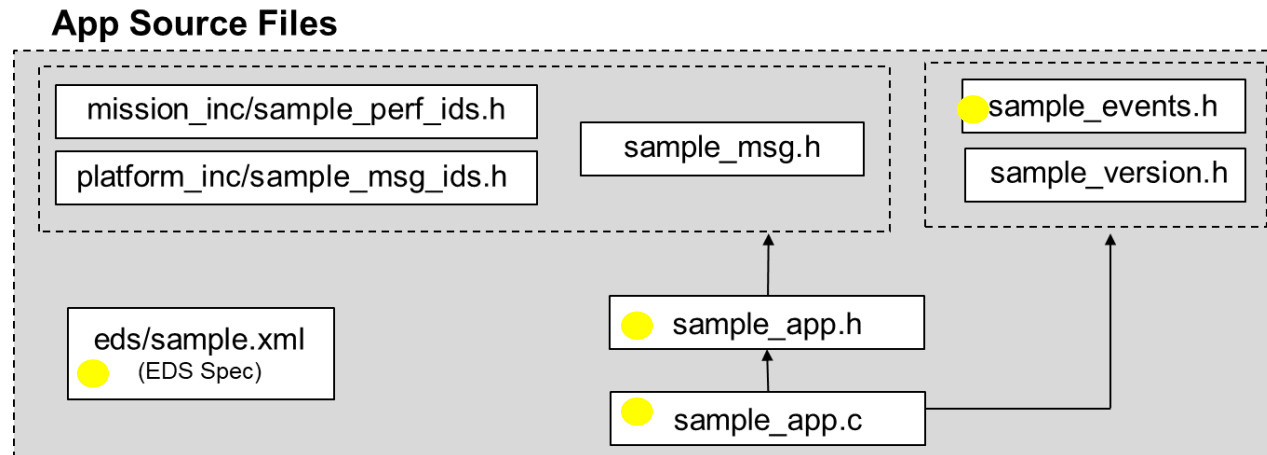 App Source Files
mission_inc/sample_perf_ids.h
platform_inc/sample_msg_ids.h
sample_msg.h
sample_events.h
sample_version.h
eds/sample.xml
(EDS Spec)
sample_app.h
sample_app.c